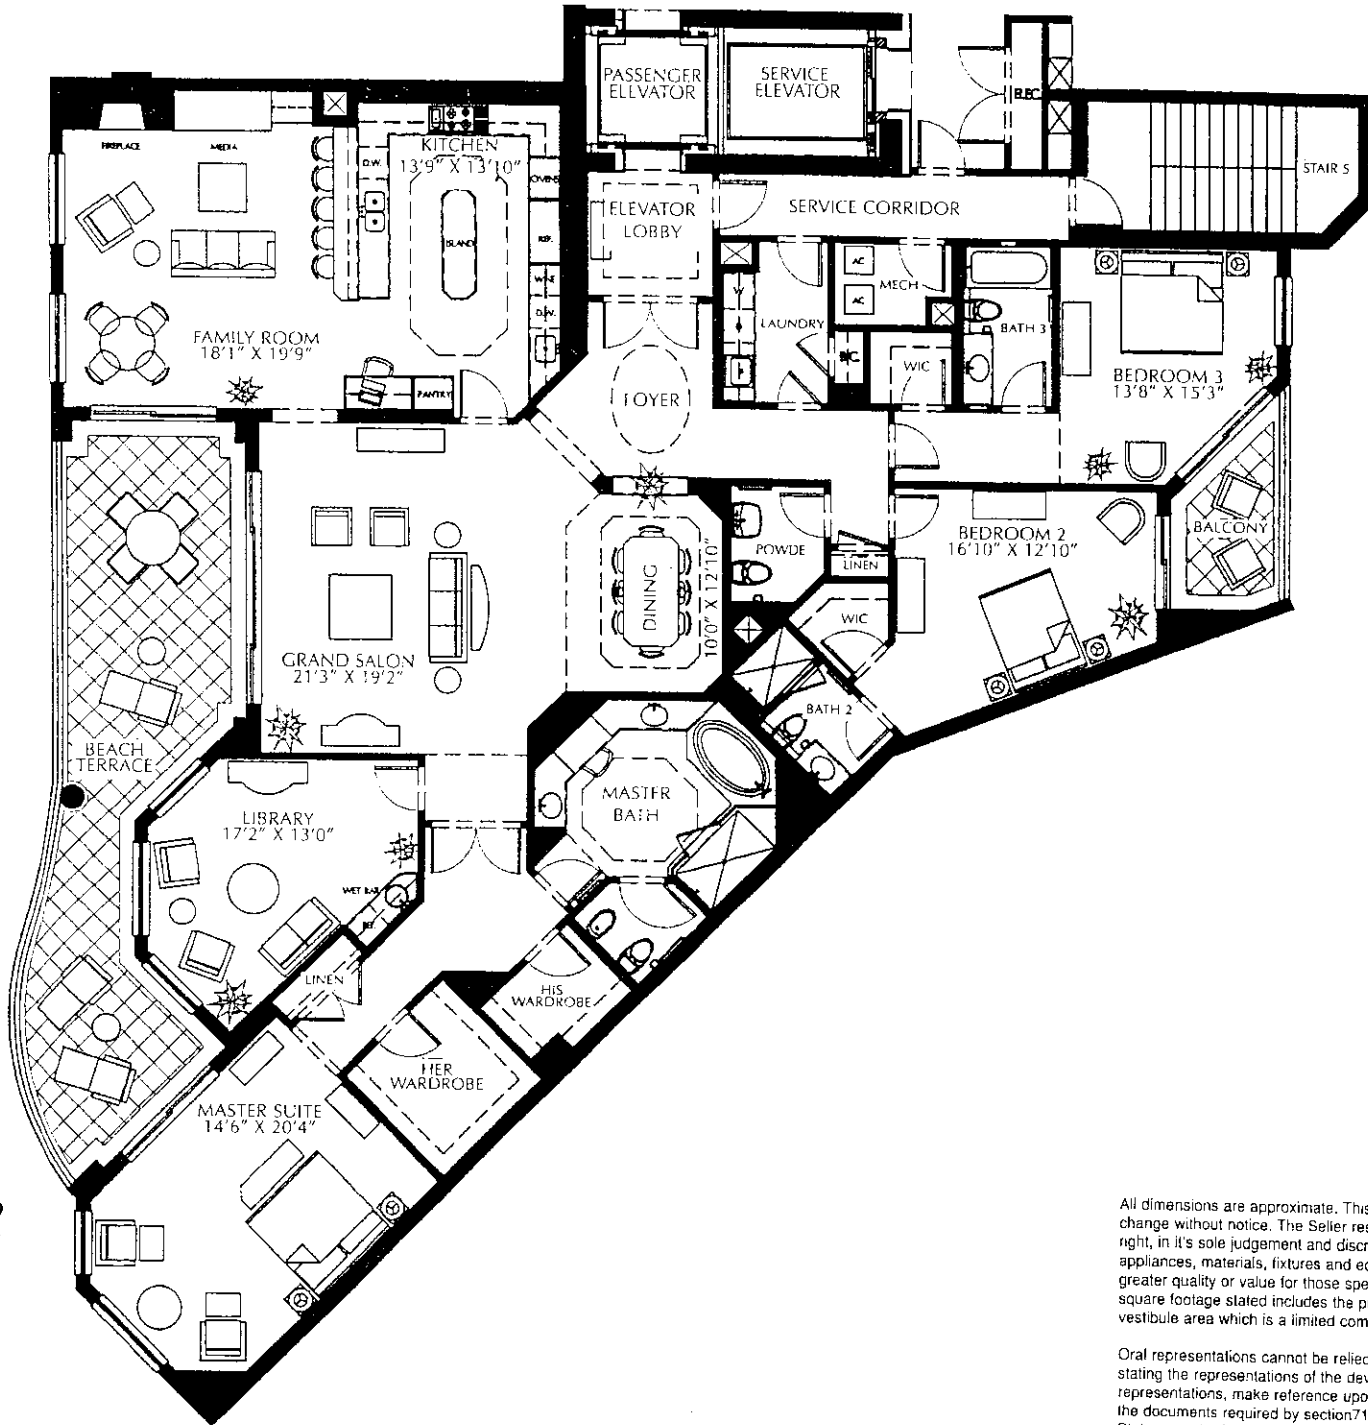 PASSENGER
ELEVATOR
SERVICE
ELEVATOR
ELEC
STAIR 5
FIREPLACE
MEDIA
KITCHEN
13'9" X 13'10"
D.W.
OVENS
ISLAND
REF.
WINE
D.W.
PANTRY
FAMILY ROOM
18'1" X 19'9"
ELEVATOR
LOBBY
SERVICE CORRIDOR
AC
AC
MECH
W
LAUNDRY
WIC
BATH 3
BEDROOM 3
13'8" X 15'3"
FOYER
BALCONY
BEDROOM 2
16'10" X 12'10"
POWDE
LINEN
WIC
BATH 2
DINING
10'0" X 12'10"
GRAND SALON
21'3" X 19'2"
BEACH
TERRACE
LIBRARY
17'2" X 13'0"
WET BAR
REF.
MASTER
BATH
LINEN
HIS
WARDROBE
HER
WARDROBE
MASTER SUITE
14'6" X 20'4"
All dimensions are approximate. This
change without notice. The Seller res
right, in it's sole judgement and discr
appliances, materials, fixtures and ec
greater quality or value for those spe
square footage stated includes the p
vestibule area which is a limited com
Oral representations cannot be relied
stating the representations of the dev
representations, make reference upo
the documents required by section 71